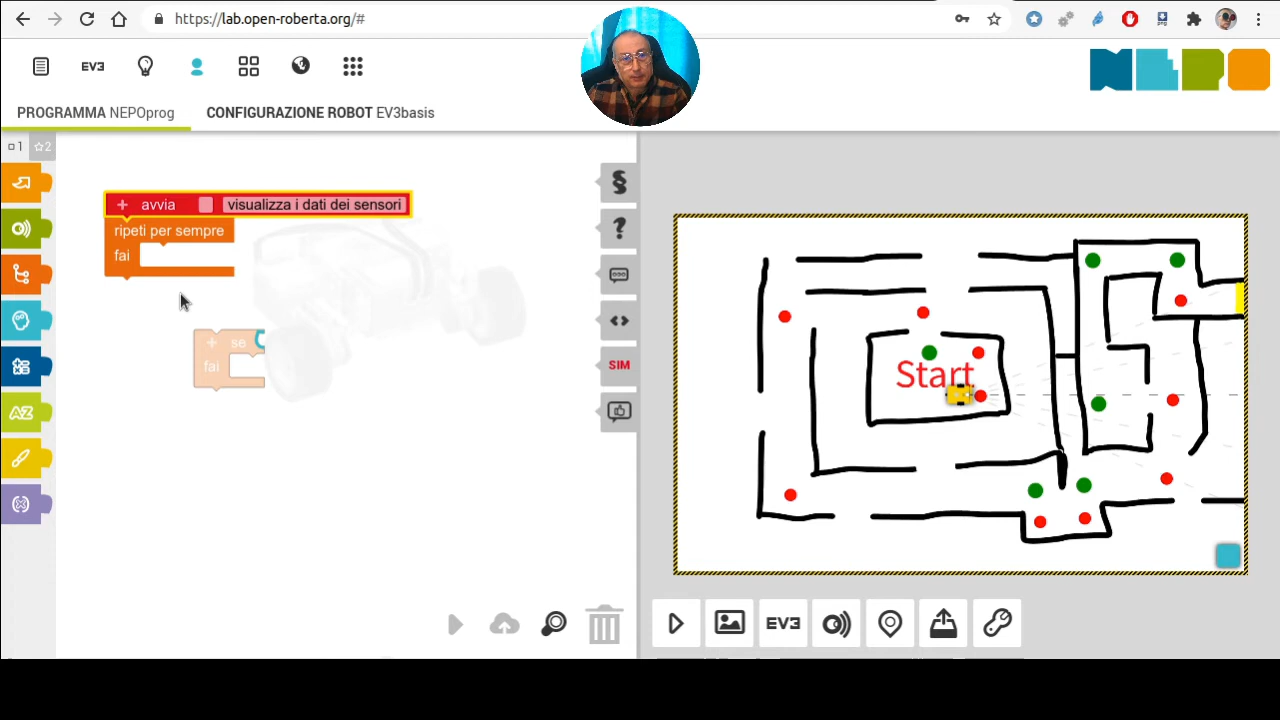 https://lab.open-roberta.org/#
EV3
PROGRAMMA NEPOprog
CONFIGURAZIONE ROBOT EV3basis
1
2
+ avvia visualizza i dati dei sensori
ripeti per sempre
fai
+ se
fai
§
?
SIM
AZ
Start
EV3